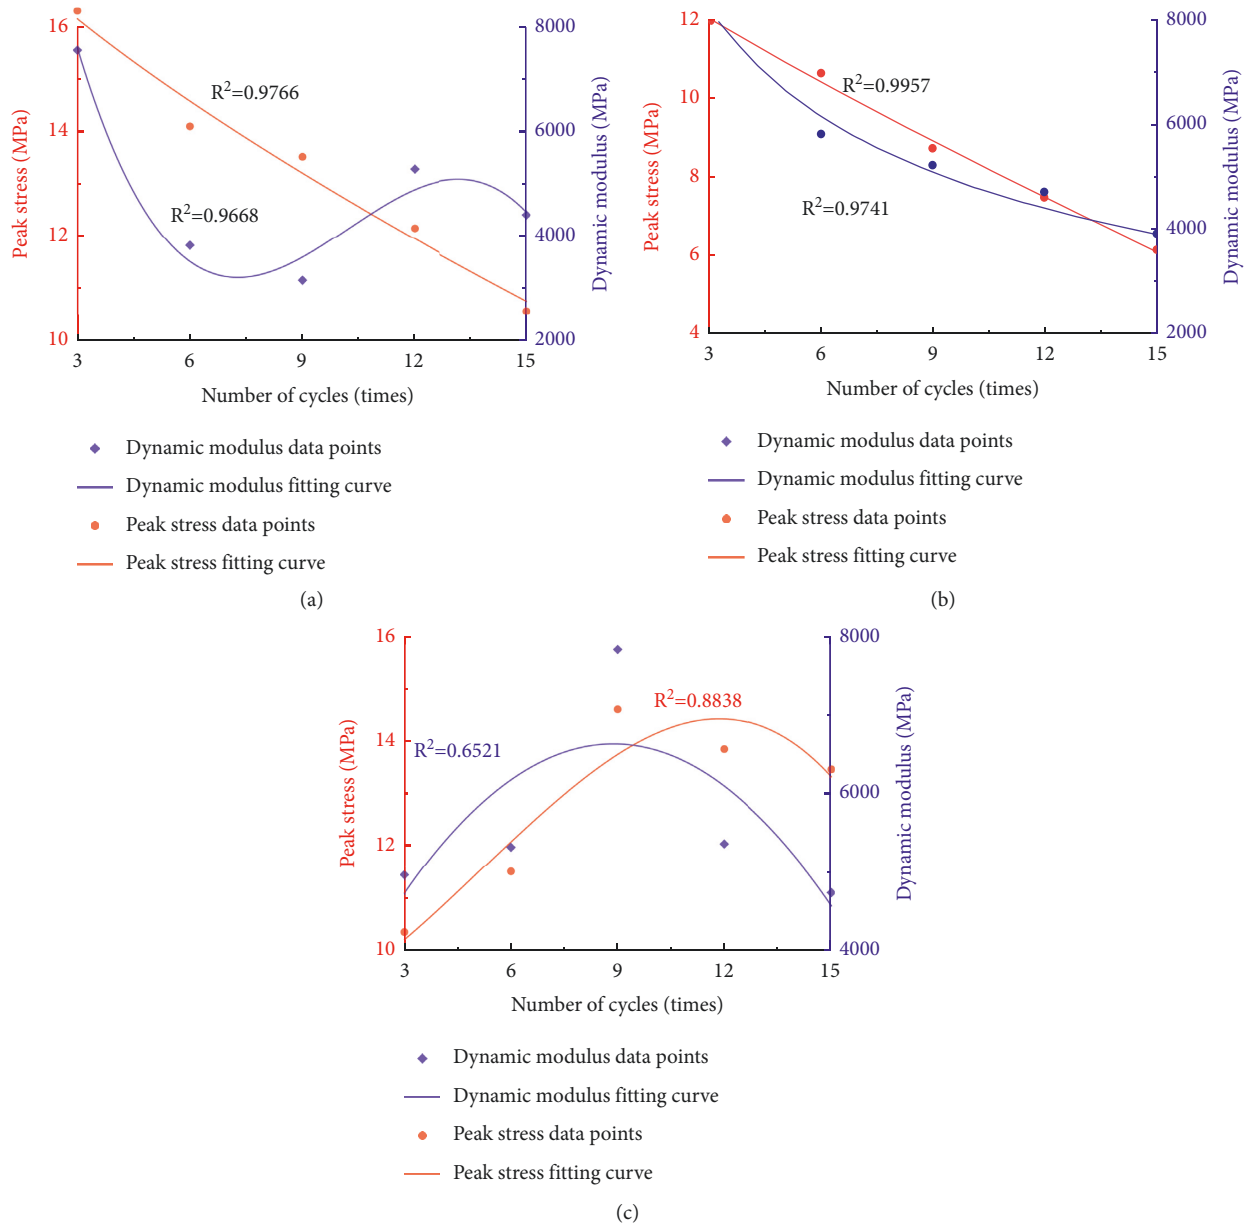 16
14
12
10
Peak stress (MPa)
R²=0.9766
R²=0.9668
8000
6000
4000
2000
Dynamic modulus (MPa)
3 6 9 12 15
Number of cycles (times)
Dynamic modulus data points
Dynamic modulus fitting curve
Peak stress data points
Peak stress fitting curve
(a)
12
10
8
6
4
Peak stress (MPa)
R²=0.9957
R²=0.9741
8000
6000
4000
2000
Dynamic modulus (MPa)
3 6 9 12 15
Number of cycles (times)
Dynamic modulus data points
Dynamic modulus fitting curve
Peak stress data points
Peak stress fitting curve
(b)
16
14
12
10
Peak stress (MPa)
R²=0.6521
R²=0.8838
8000
6000
4000
Dynamic modulus (MPa)
3 6 9 12 15
Number of cycles (times)
Dynamic modulus data points
Dynamic modulus fitting curve
Peak stress data points
Peak stress fitting curve
(c)